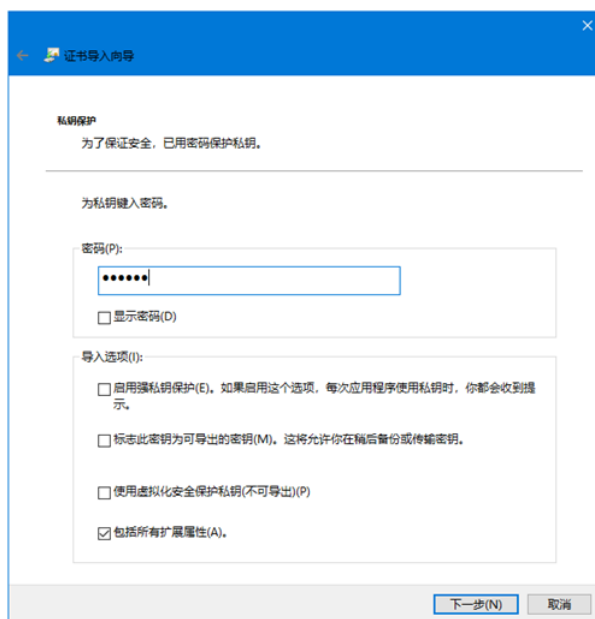 证书导入向导
私钥保护
为了保证安全，已用密码保护私钥。
为私钥键入密码。
密码(P):
••••••
显示密码(D)
导入选项(I):
启用强私钥保护(E)。如果启用这个选项，每次应用程序使用私钥时，你都会收到提
示。
标志此密钥为可导出的密钥(M)。这将允许你在稍后备份或传输密钥。
使用虚拟化安全保护私钥(不可导出)(P)
包括所有扩展属性(A)。
下一步(N)
取消